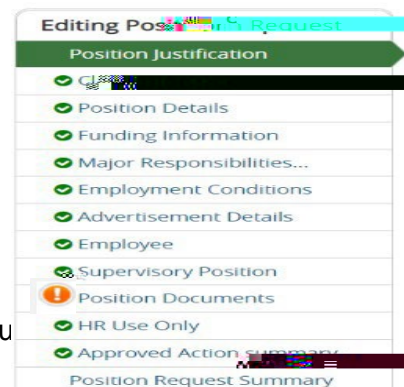 Editing Request
Position Justification
Position Details
Funding Information
Major Responsibilities...
Employment Conditions
Advertisement Details
Employee
Supervisory Position
Position Documents
u
HR Use Only
Approved Action
Position Request Summary